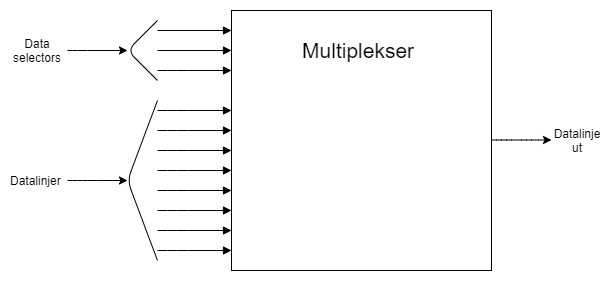 Data
selectors
Multiplekser
Datalinje
ut
Datalinjer